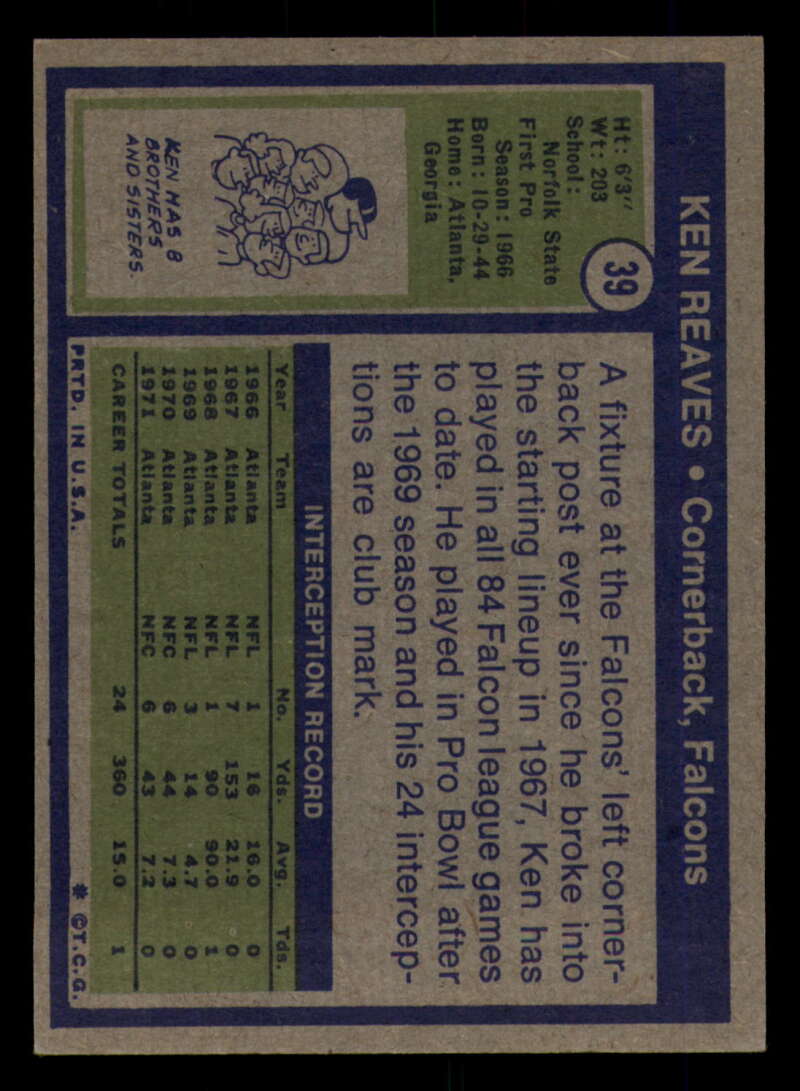 KEN REAVES • Cornerback, Falcons
39
Ht: 6'3"
Wt: 203
School:
Norfolk State
First Pro
Season: 1966
Born: 10-29-44
Home: Atlanta,
Georgia
KEN HAS 8
BROTHERS
AND SISTERS.
A fixture at the Falcons' left corner-
back post ever since he broke into
the starting lineup in 1967, Ken has
played in all 84 Falcon league games
to date. He played in Pro Bowl after
the 1969 season and his 24 intercep-
tions are club mark.
INTERCEPTION RECORD
Year Team No. Yds. Avg. Tds.
1966 Atlanta NFL 1 16 16.0 0
1967 Atlanta NFL 7 153 21.9 0
1968 Atlanta NFL 1 90 90.0 1
1969 Atlanta NFL 3 14 4.7 0
1970 Atlanta NFC 6 44 7.3 0
1971 Atlanta NFC 6 43 7.2 0
CAREER TOTALS 24 360 15.0 1
PRTD. IN U.S.A. * ©T.C.G.